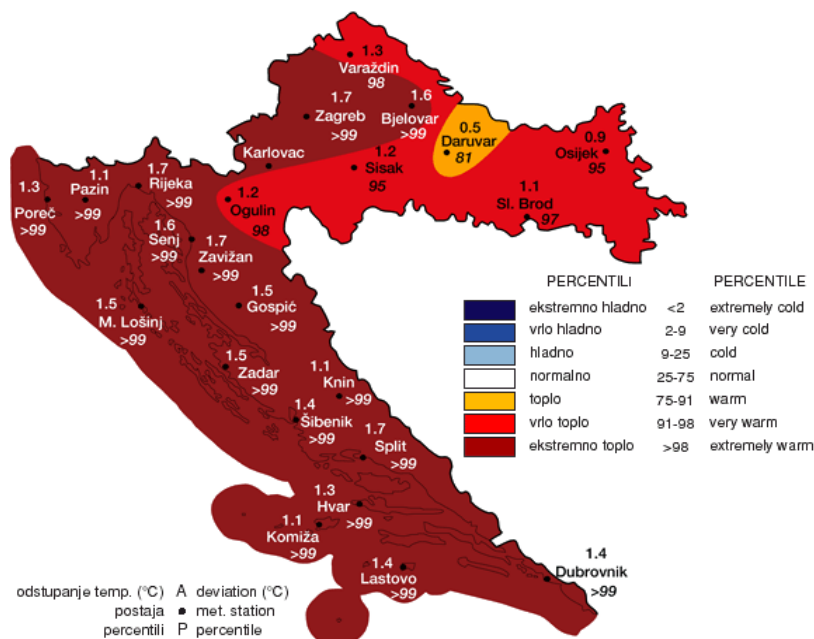 1.3
Varaždin
98
1.7
Zagreb
>99
1.6
Bjelovar
>99
0.5
Daruvar
81
0.9
Osijek
95
Karlovac
1.2
Sisak
95
1.1
Sl. Brod
97
1.2
Ogulin
98
1.3
Poreč
>99
1.1
Pazin
>99
1.7
Rijeka
>99
1.6
Senj
>99
1.7
Zavižan
>99
1.5
Gospić
>99
1.5
M. Lošinj
>99
1.5
Zadar
>99
1.1
Knin
>99
1.4
Šibenik
>99
1.7
Split
>99
1.3
Hvar
>99
1.1
Komiža
>99
1.4
Lastovo
>99
1.4
Dubrovnik
>99
PERCENTILI PERCENTILE
ekstremno hladno <2 extremely cold
vrlo hladno 2-9 very cold
hladno 9-25 cold
normalno 25-75 normal
toplo 75-91 warm
vrlo toplo 91-98 very warm
ekstremno toplo >98 extremely warm
odstupanje temp. (°C) A deviation (°C)
postaja met. station
percentili P percentile